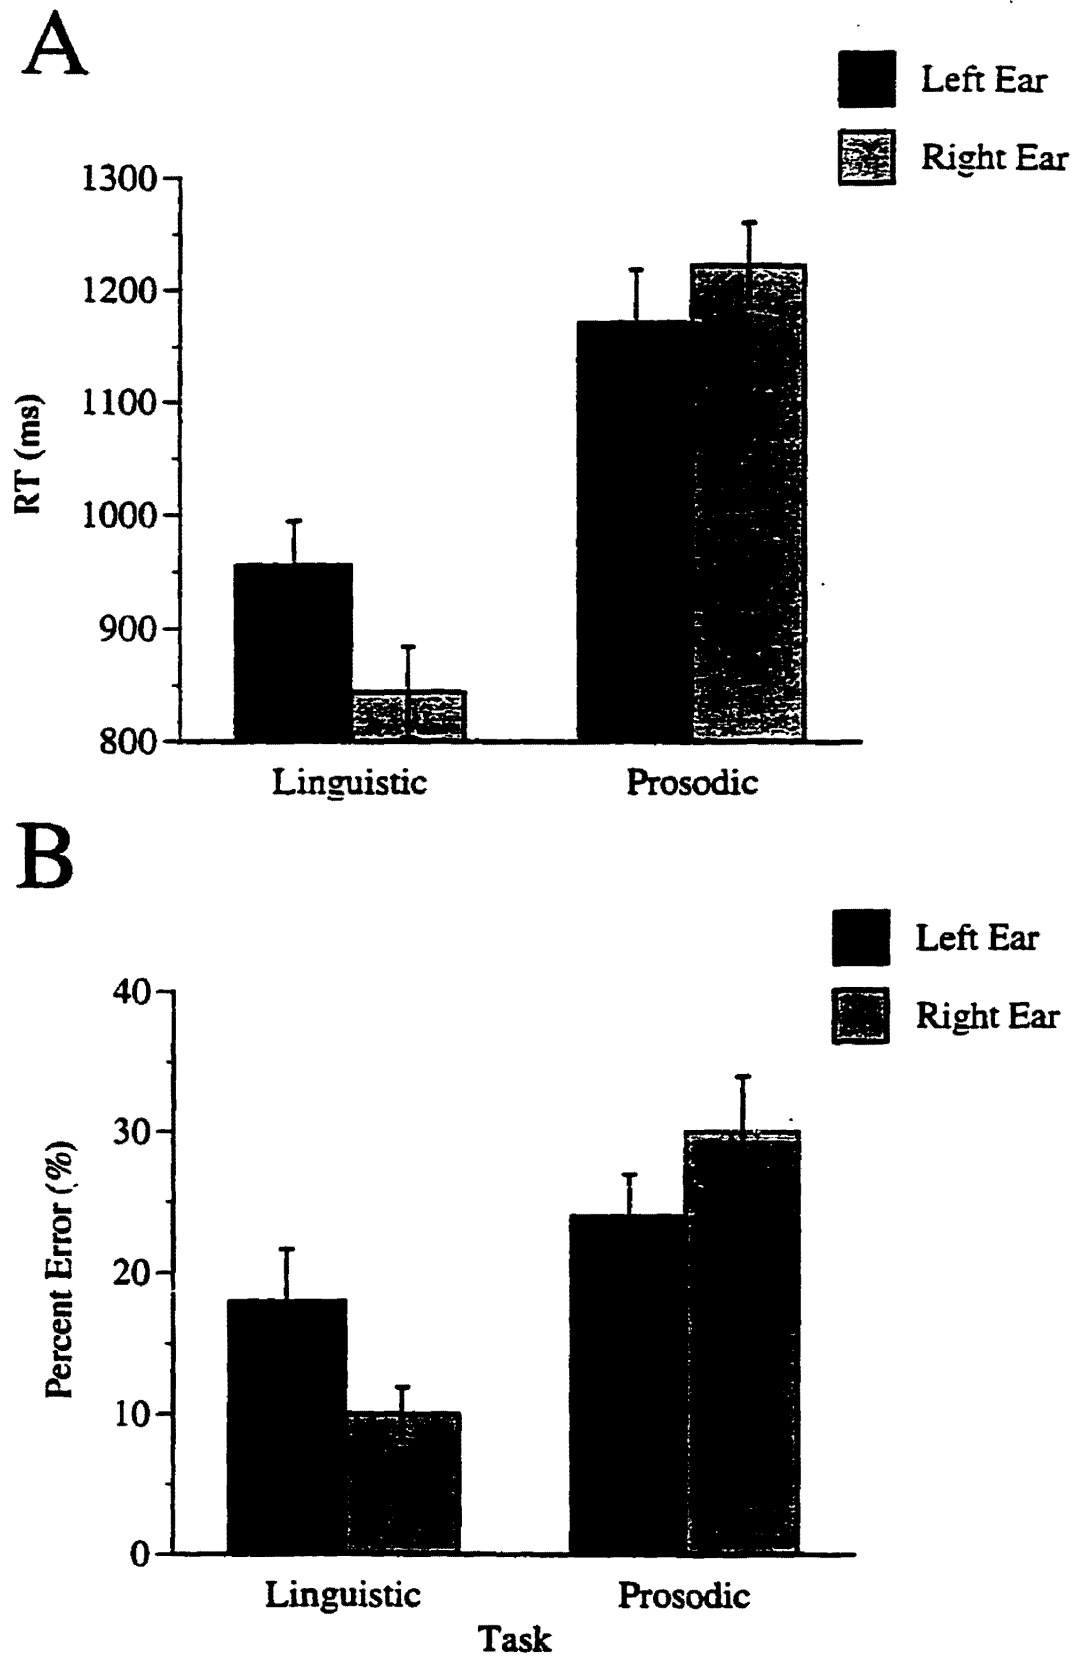 A
Left Ear
Right Ear
1300
1200
1100
1000
900
800
RT (ms)
Linguistic Prosodic
B
Left Ear
Right Ear
40
30
20
10
0
Percent Error (%)
Linguistic Prosodic
Task